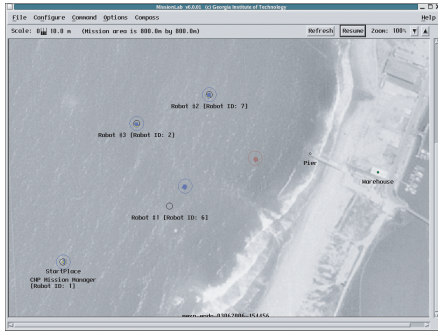 MissionLab v6.0.01 (c) Georgia Institute of Technology
File Configure Command Options Compass Help
Scale: 0 10.0 m (Mission area is 800.0m by 800.0m) Refresh Resume Zoom: 100%
Robot #2 [Robot ID: 7]
Robot #3 [Robot ID: 2]
Pier
Warehouse
Robot #1 [Robot ID: 6]
StartPlace
CNP Mission Manager
[Robot ID: 1]